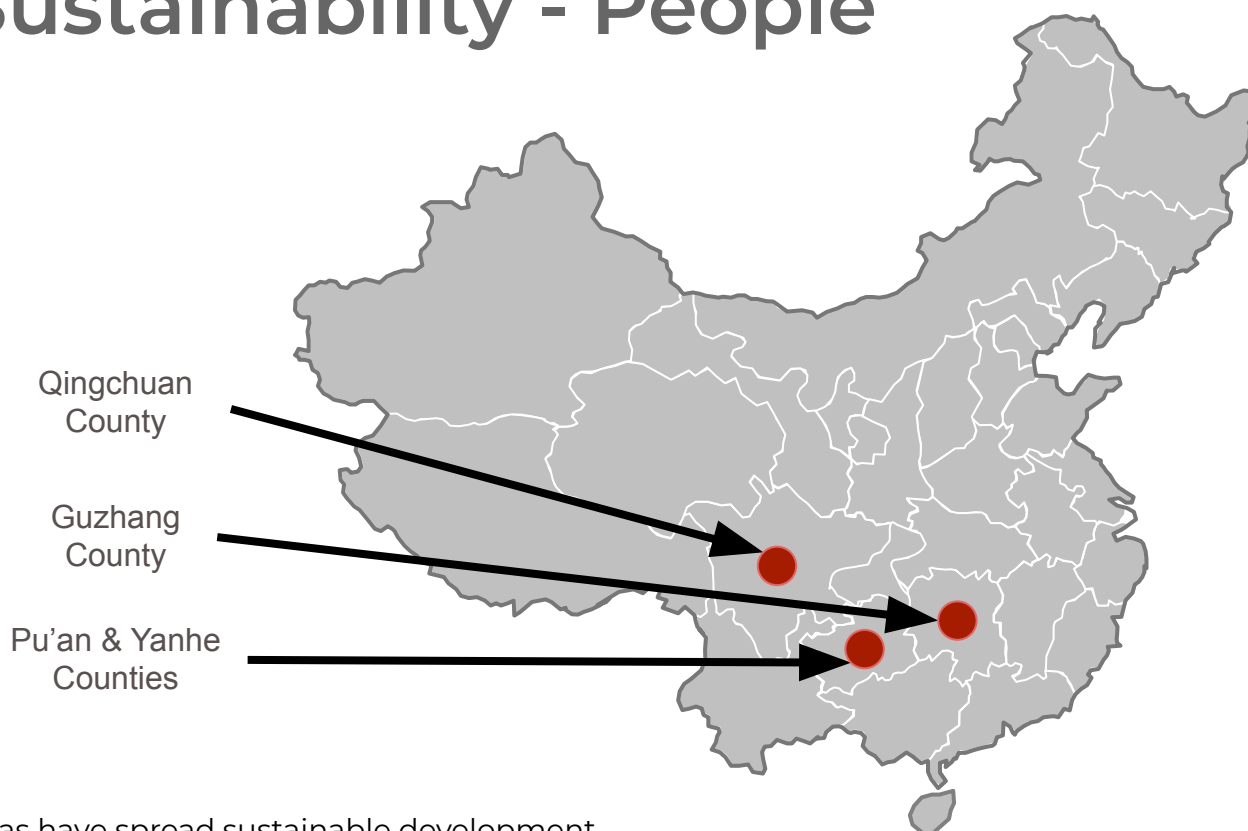 Sustainability - People
Qingchuan
County
Guzhang
County
Pu’an & Yanhe
Counties
have spread sustainable development